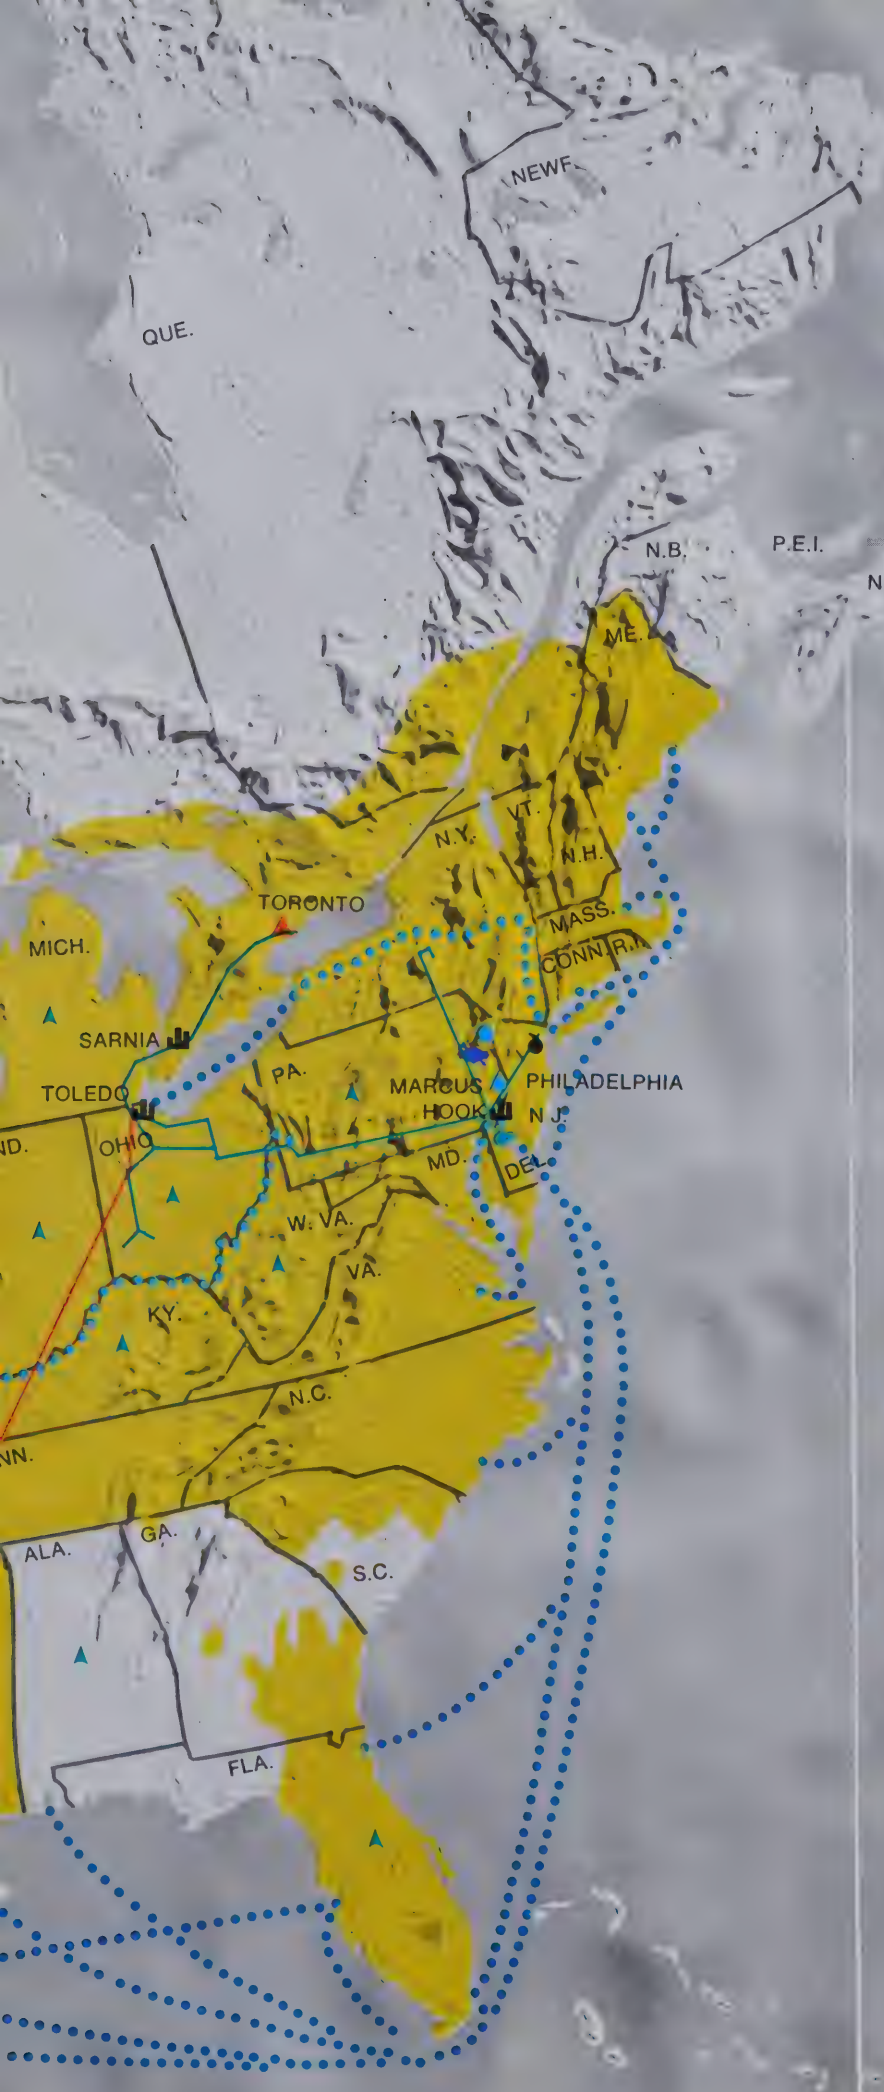 NEWF.
QUE.
N.B.
P.E.I.
N
ME.
VT.
N.Y.
N.H.
TORONTO
MASS.
MICH.
CONN. R.I.
SARNIA
PA.
MARCUS
HOOK
PHILADELPHIA
TOLEDO
N.J.
OHIO
ND.
MD.
DEL.
W. VA.
VA.
KY.
N.C.
NN.
GA.
ALA.
S.C.
FLA.